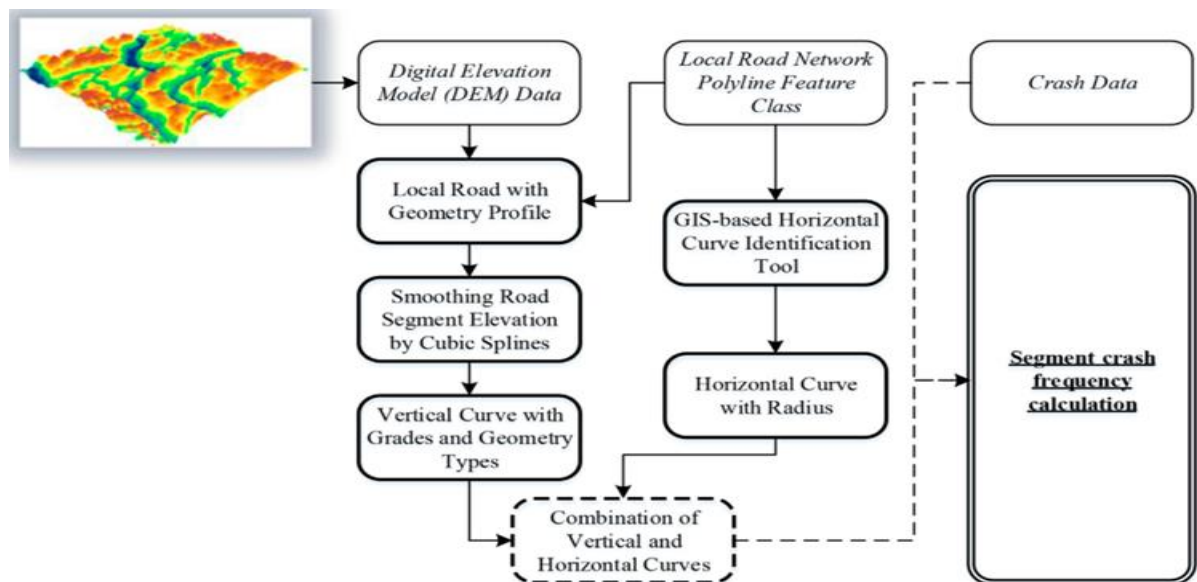 Digital Elevation
Model (DEM) Data
Local Road Network
Polyline Feature
Class
Crash Data
Local Road with
Geometry Profile
GIS-based Horizontal
Curve Identification
Tool
Smoothing Road
Segment Elevation
by Cubic Splines
Segment crash
frequency
calculation
Horizontal Curve
with Radius
Vertical Curve with
Grades and Geometry
Types
Combination of
Vertical and
Horizontal Curves